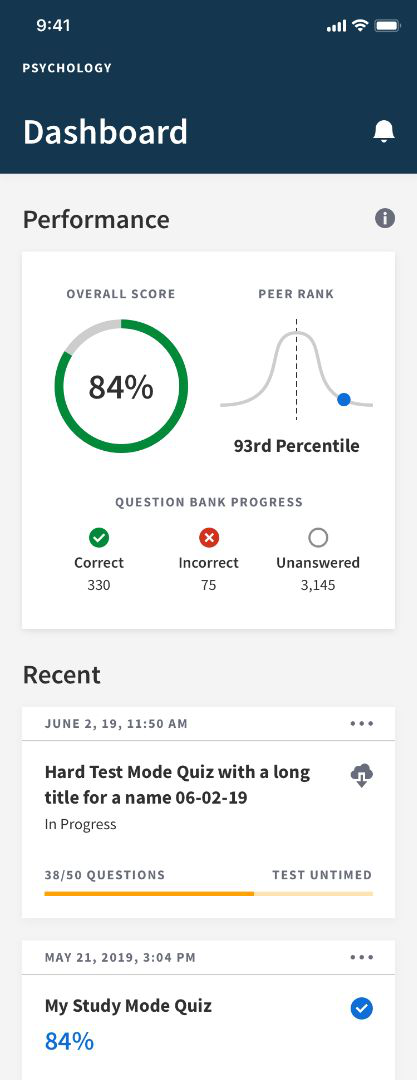 9:41
PSYCHOLOGY
Dashboard
Performance
OVERALL SCORE
84%
PEER RANK
93rd Percentile
QUESTION BANK PROGRESS
Correct
330
Incorrect
75
Unanswered
3,145
Recent
JUNE 2, 19, 11:50 AM
Hard Test Mode Quiz with a long
title for a name 06-02-19
In Progress
38/50 QUESTIONS
TEST UNTIMED
MAY 21, 2019, 3:04 PM
My Study Mode Quiz
84%